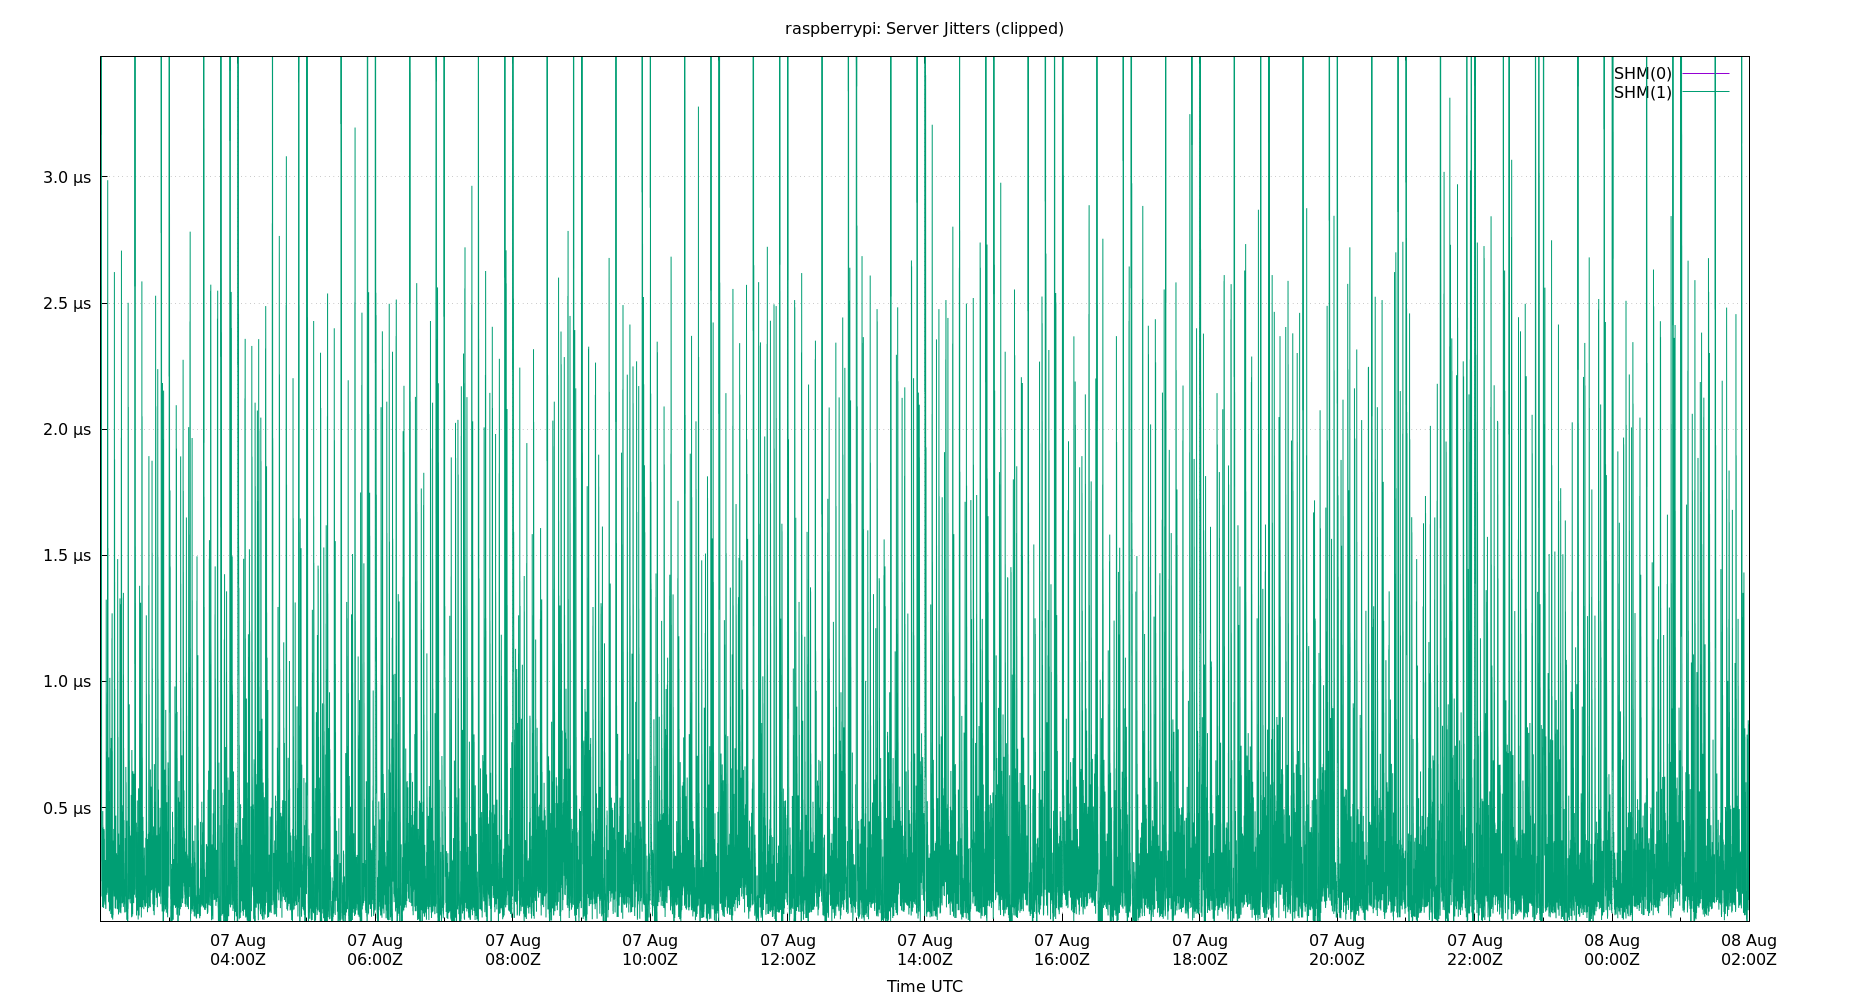 raspberrypi: Server Jitters (clipped)
SHM(0)
SHM(1)
3.0 µs
2.5 µs
2.0 µs
1.5 µs
1.0 µs
0.5 µs
07 Aug 07 Aug 07 Aug 07 Aug 07 Aug 07 Aug 07 Aug 07 Aug 07 Aug 07 Aug 08 Aug 08 Aug
04:00Z 06:00Z 08:00Z 10:00Z 12:00Z 14:00Z 16:00Z 18:00Z 20:00Z 22:00Z 00:00Z 02:00Z
Time UTC